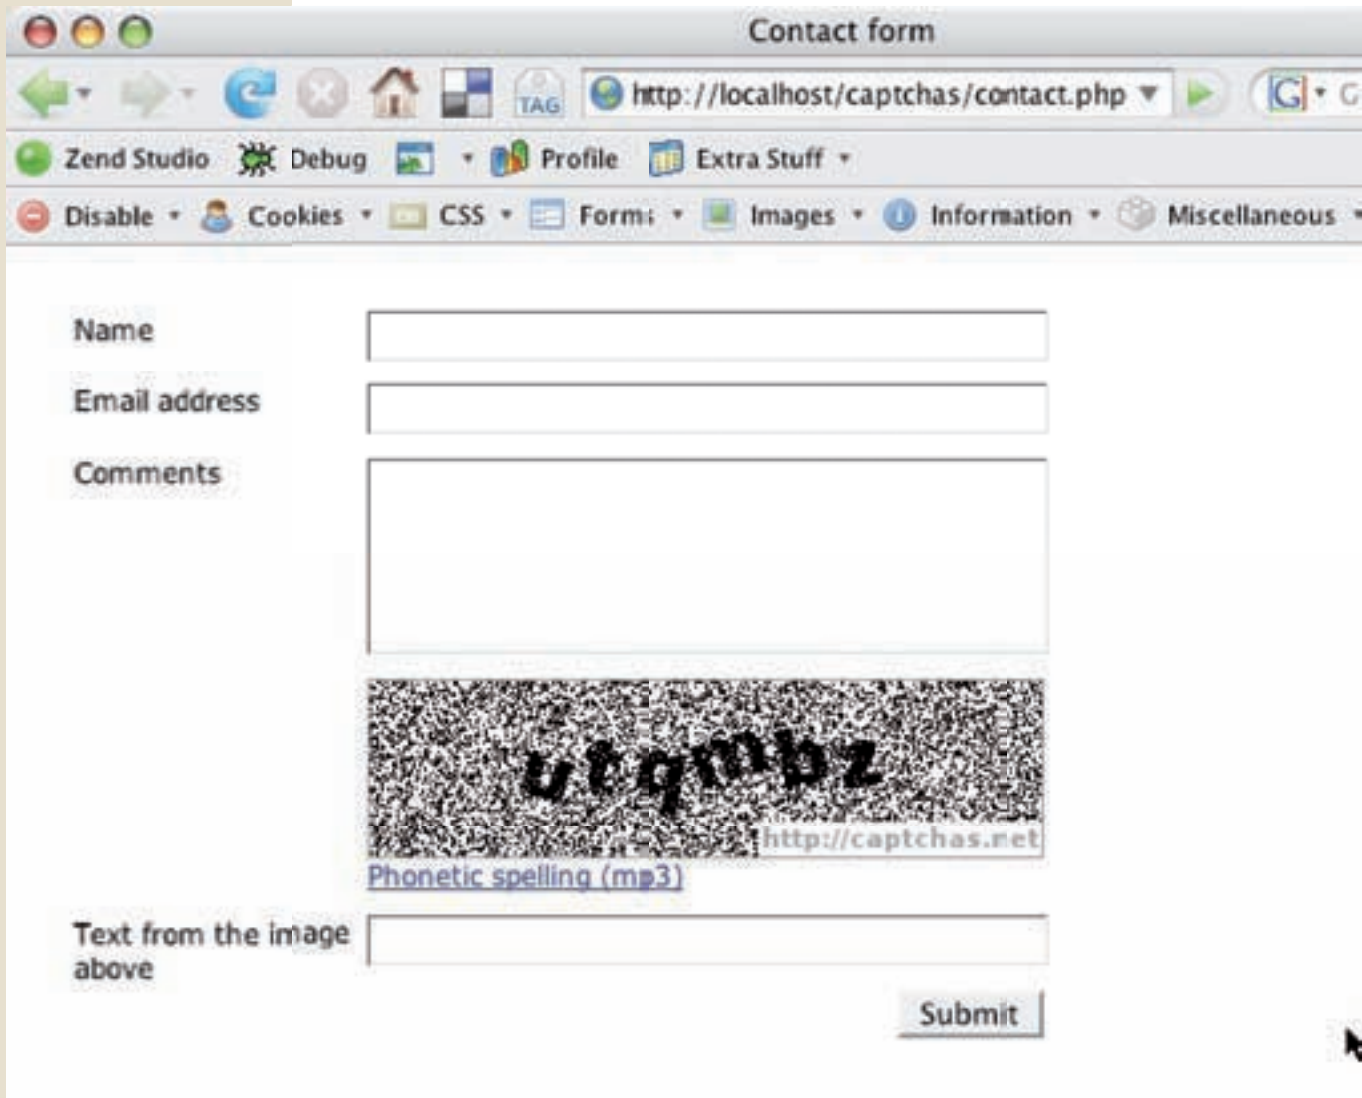 Contact form
TAG http://localhost/captchas/contact.php G G
Zend Studio Debug Profile Extra Stuff
Disable Cookies CSS Forms Images Information Miscellaneous
Name
Email address
Comments
utqmbz
http://captchas.net
Phonetic spelling (mp3)
Text from the image
above
Submit